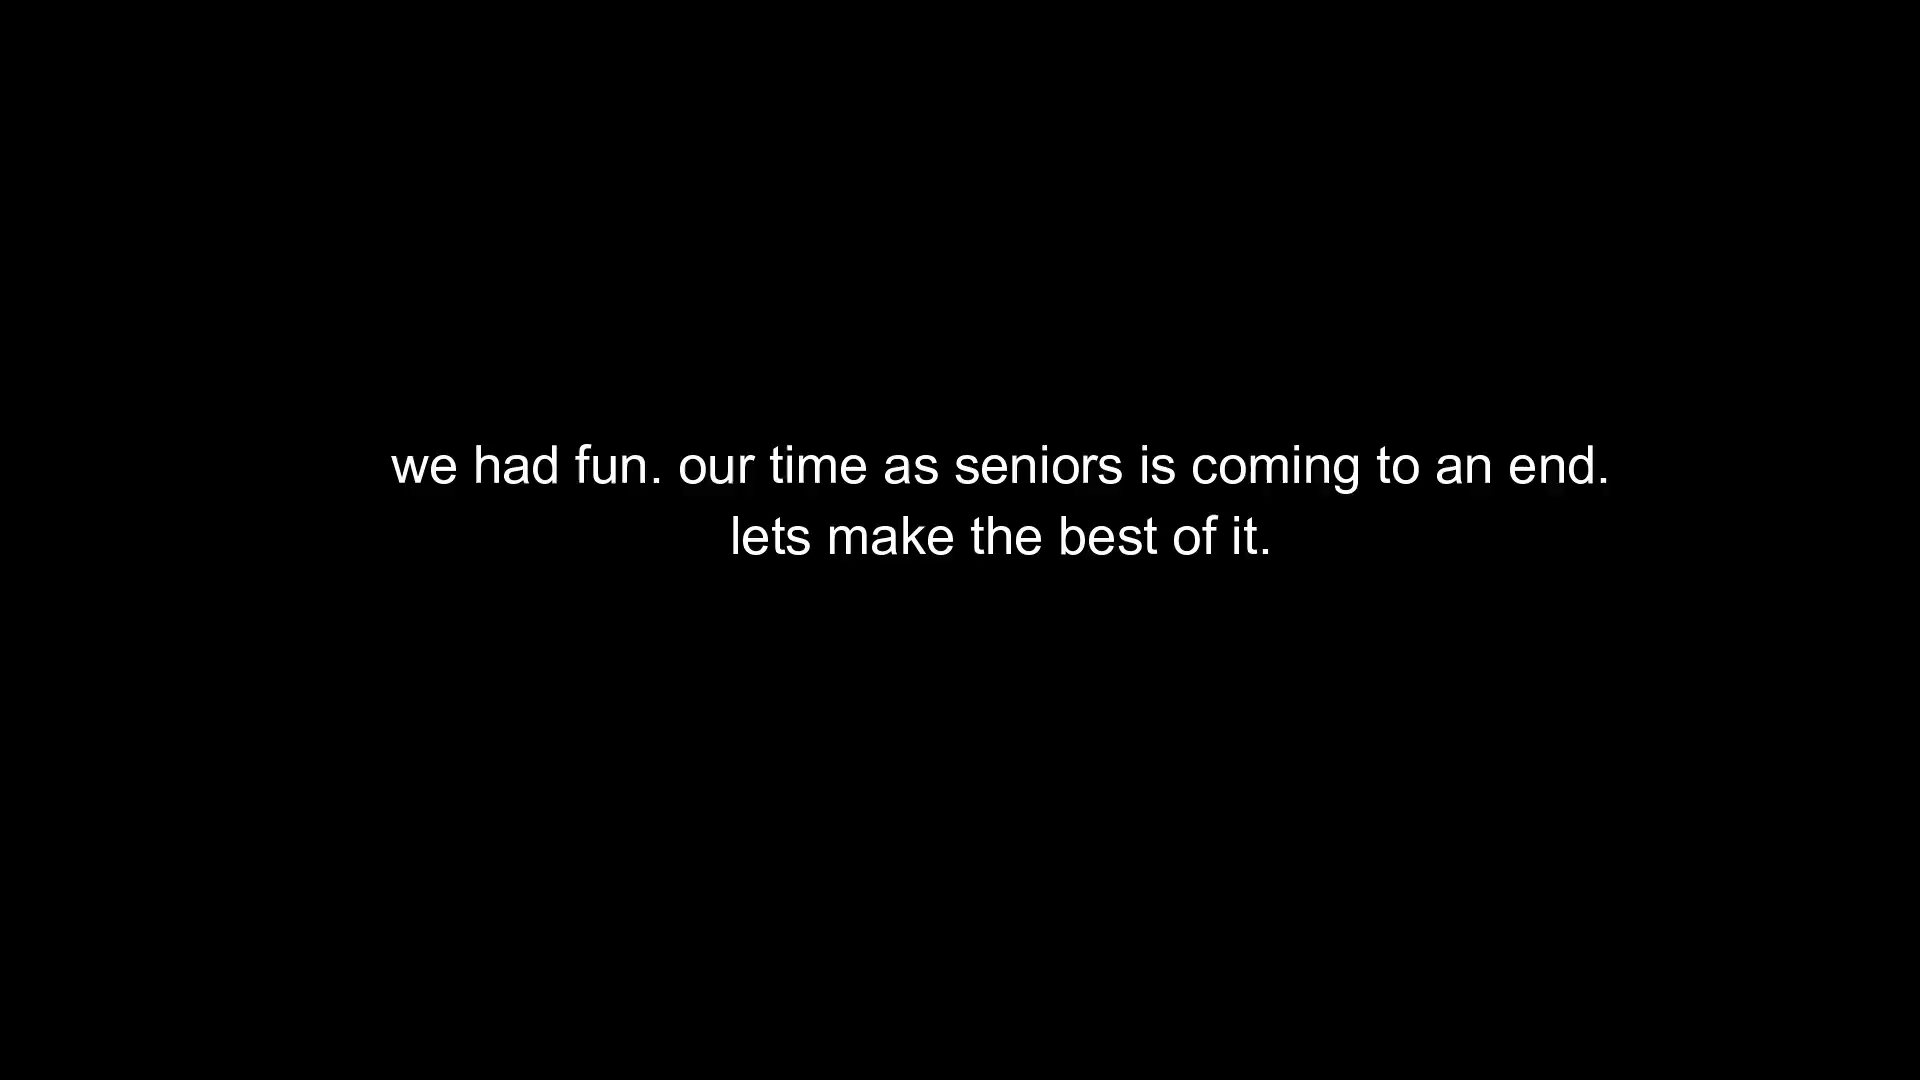 we had fun. our time as seniors is coming to an end.
lets make the best of it.